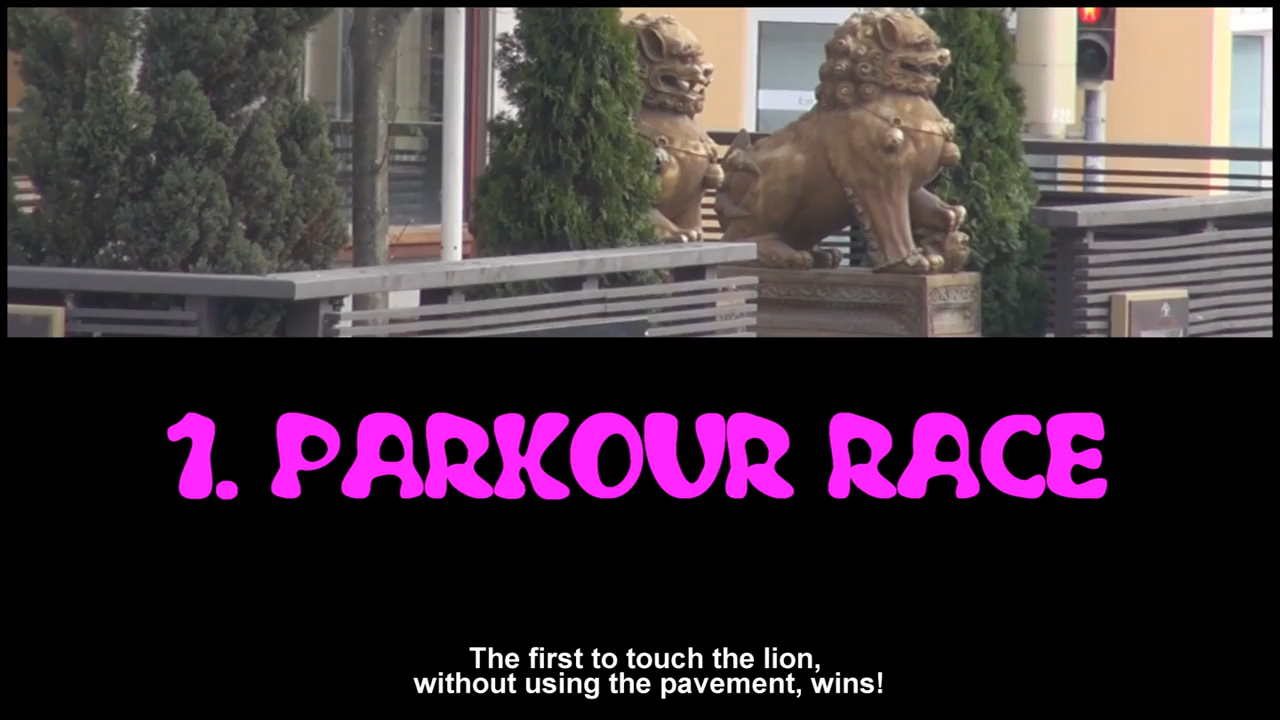 1. PARKOUR RACE
The first to touch the lion,
without using the pavement, wins!